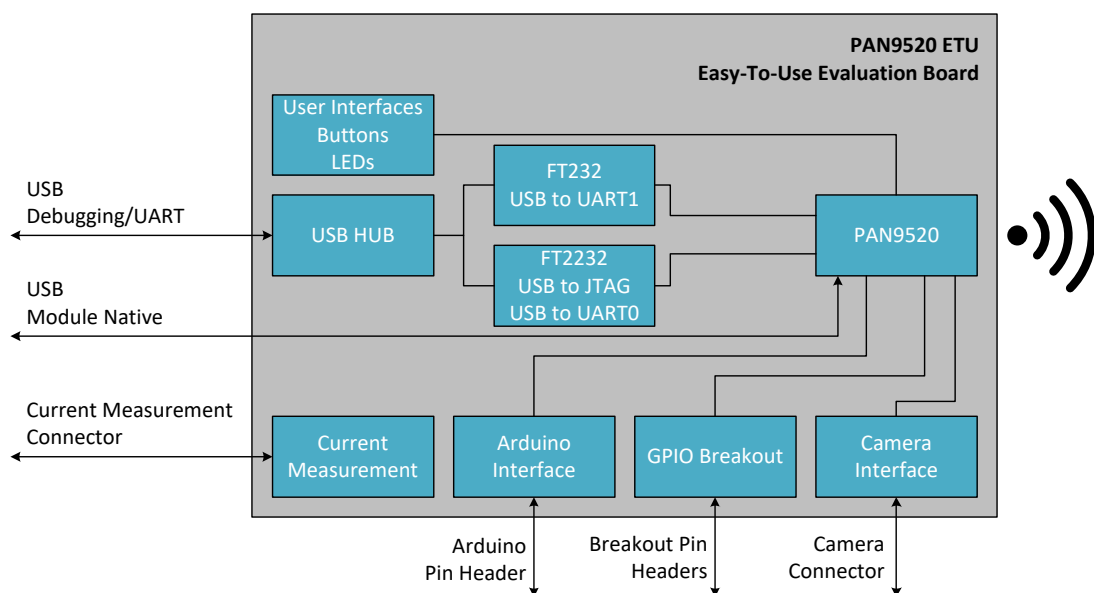 PAN9520 ETU
Easy-To-Use Evaluation Board
User Interfaces
Buttons
LEDs
USB
Debugging/UART
USB HUB
FT232
USB to UART1
FT2232
USB to JTAG
USB to UART0
PAN9520
USB
Module Native
Current Measurement
Connector
Current
Measurement
Arduino
Interface
GPIO Breakout
Camera
Interface
Arduino
Pin Header
Breakout Pin
Headers
Camera
Connector